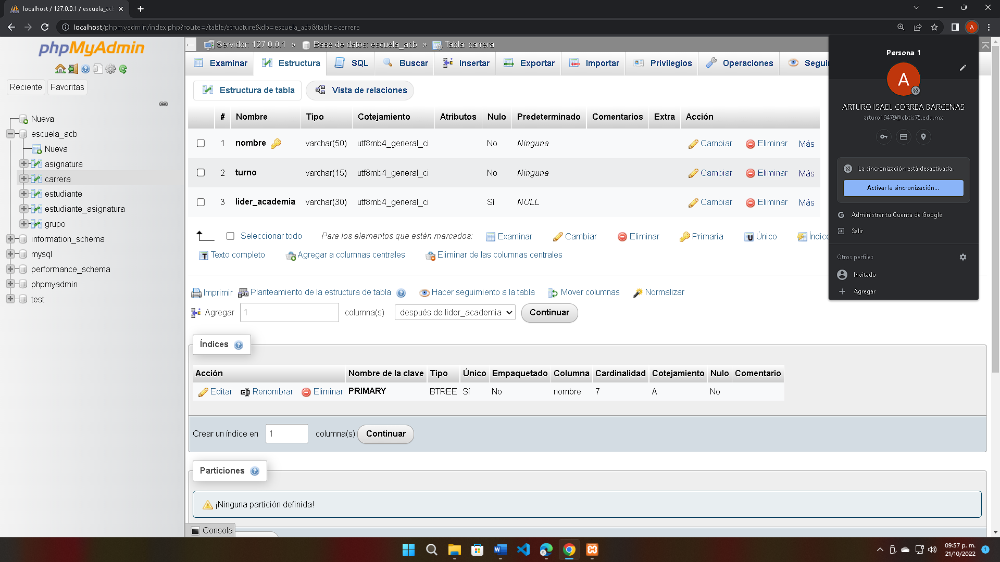 localhost / 127.0.0.1 / escuela_acb
localhost/phpmyadmin/index.php?route=/table/structure&db=escuela_acb&table=carrera
A
phpMyAdmin
Reciente
Favoritas
Nueva
escuela_acb
Nueva
asignatura
carrera
estudiante
estudiante_asignatura
grupo
information_schema
mysql
performance_schema
phpmyadmin
test
Servidor: 127.0.0.1 » Base de datos: escuela_acb » Tabla: carrera
Examinar Estructura SQL Buscar Insertar Exportar Importar Privilegios Operaciones Seguir
Estructura de tabla Vista de relaciones
# Nombre Tipo Cotejamiento Atributos Nulo Predeterminado Comentarios Extra Acción
1 nombre varchar(50) utf8mb4_general_ci No Ninguna Cambiar Eliminar Más
2 turno varchar(15) utf8mb4_general_ci No Ninguna Cambiar Eliminar Más
3 lider_academia varchar(30) utf8mb4_general_ci Sí NULL Cambiar Eliminar Más
Seleccionar todo Para los elementos que están marcados: Examinar Cambiar Eliminar Primaria Único Índice
Texto completo Agregar a columnas centrales Eliminar de las columnas centrales
Imprimir Planteamiento de la estructura de tabla Hacer seguimiento a la tabla Mover columnas Normalizar
Agregar 1 columna(s) después de lider_academia Continuar
Índices
Acción Nombre de la clave Tipo Único Empaquetado Columna Cardinalidad Cotejamiento Nulo Comentario
Editar Renombrar Eliminar PRIMARY BTREE Sí No nombre 7 A No
Crear un índice en 1 columna(s) Continuar
Particiones
¡Ninguna partición definida!
Consola
Persona 1
A
ARTURO ISAEL CORREA BARCENAS
arturo19479@cbtis75.edu.mx
La sincronización está desactivada.
Activar la sincronización...
G Administrar tu Cuenta de Google
Salir
Otros perfiles
Invitado
Agregar
09:57 p. m.
21/10/2022
1